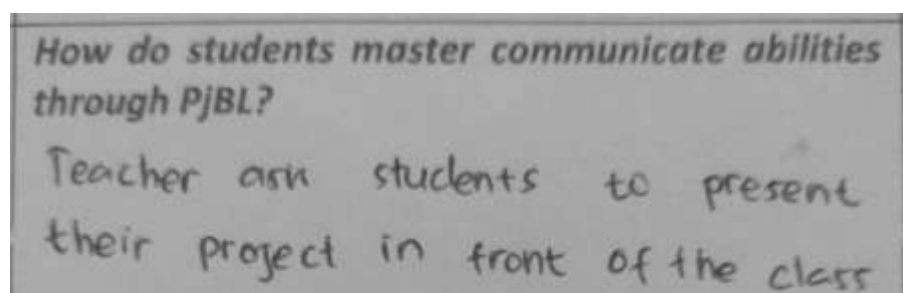 How do students master communicate abilities
through PjBL?
Teacher ask students to present
their project in front of the class